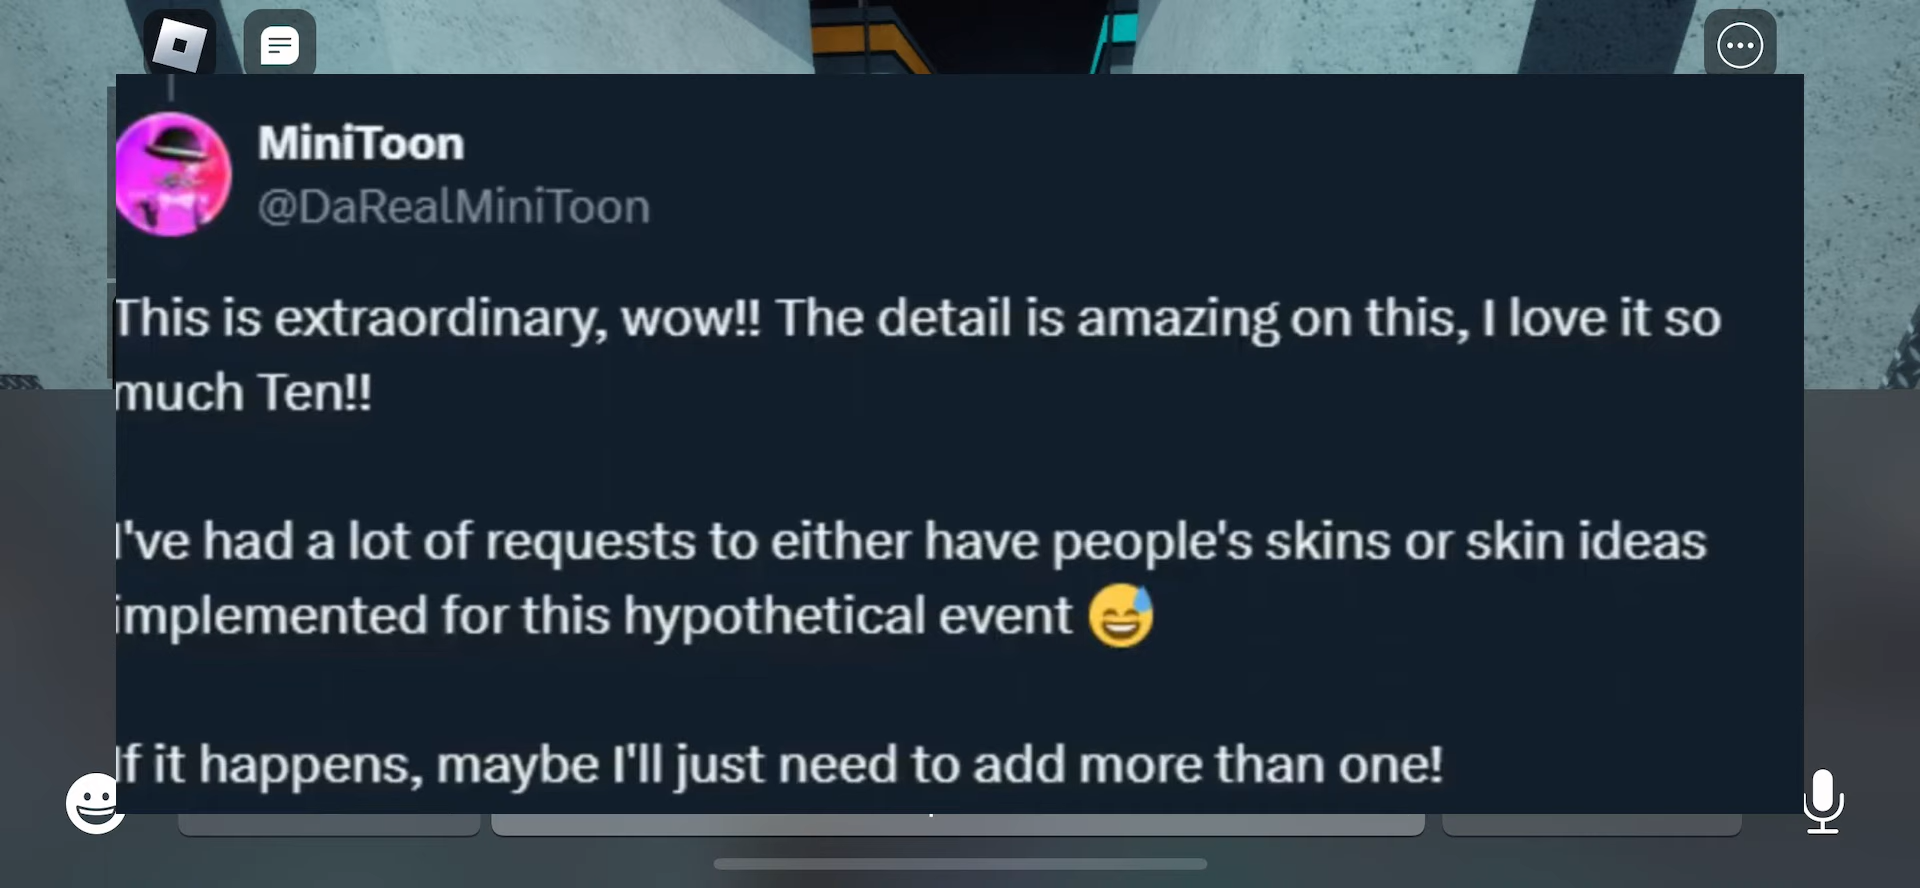 MiniToon
@DaRealMiniToon
This is extraordinary, wow!! The detail is amazing on this, I love it so
much Ten!!
I've had a lot of requests to either have people's skins or skin ideas
implemented for this hypothetical event 😅
If it happens, maybe I'll just need to add more than one!